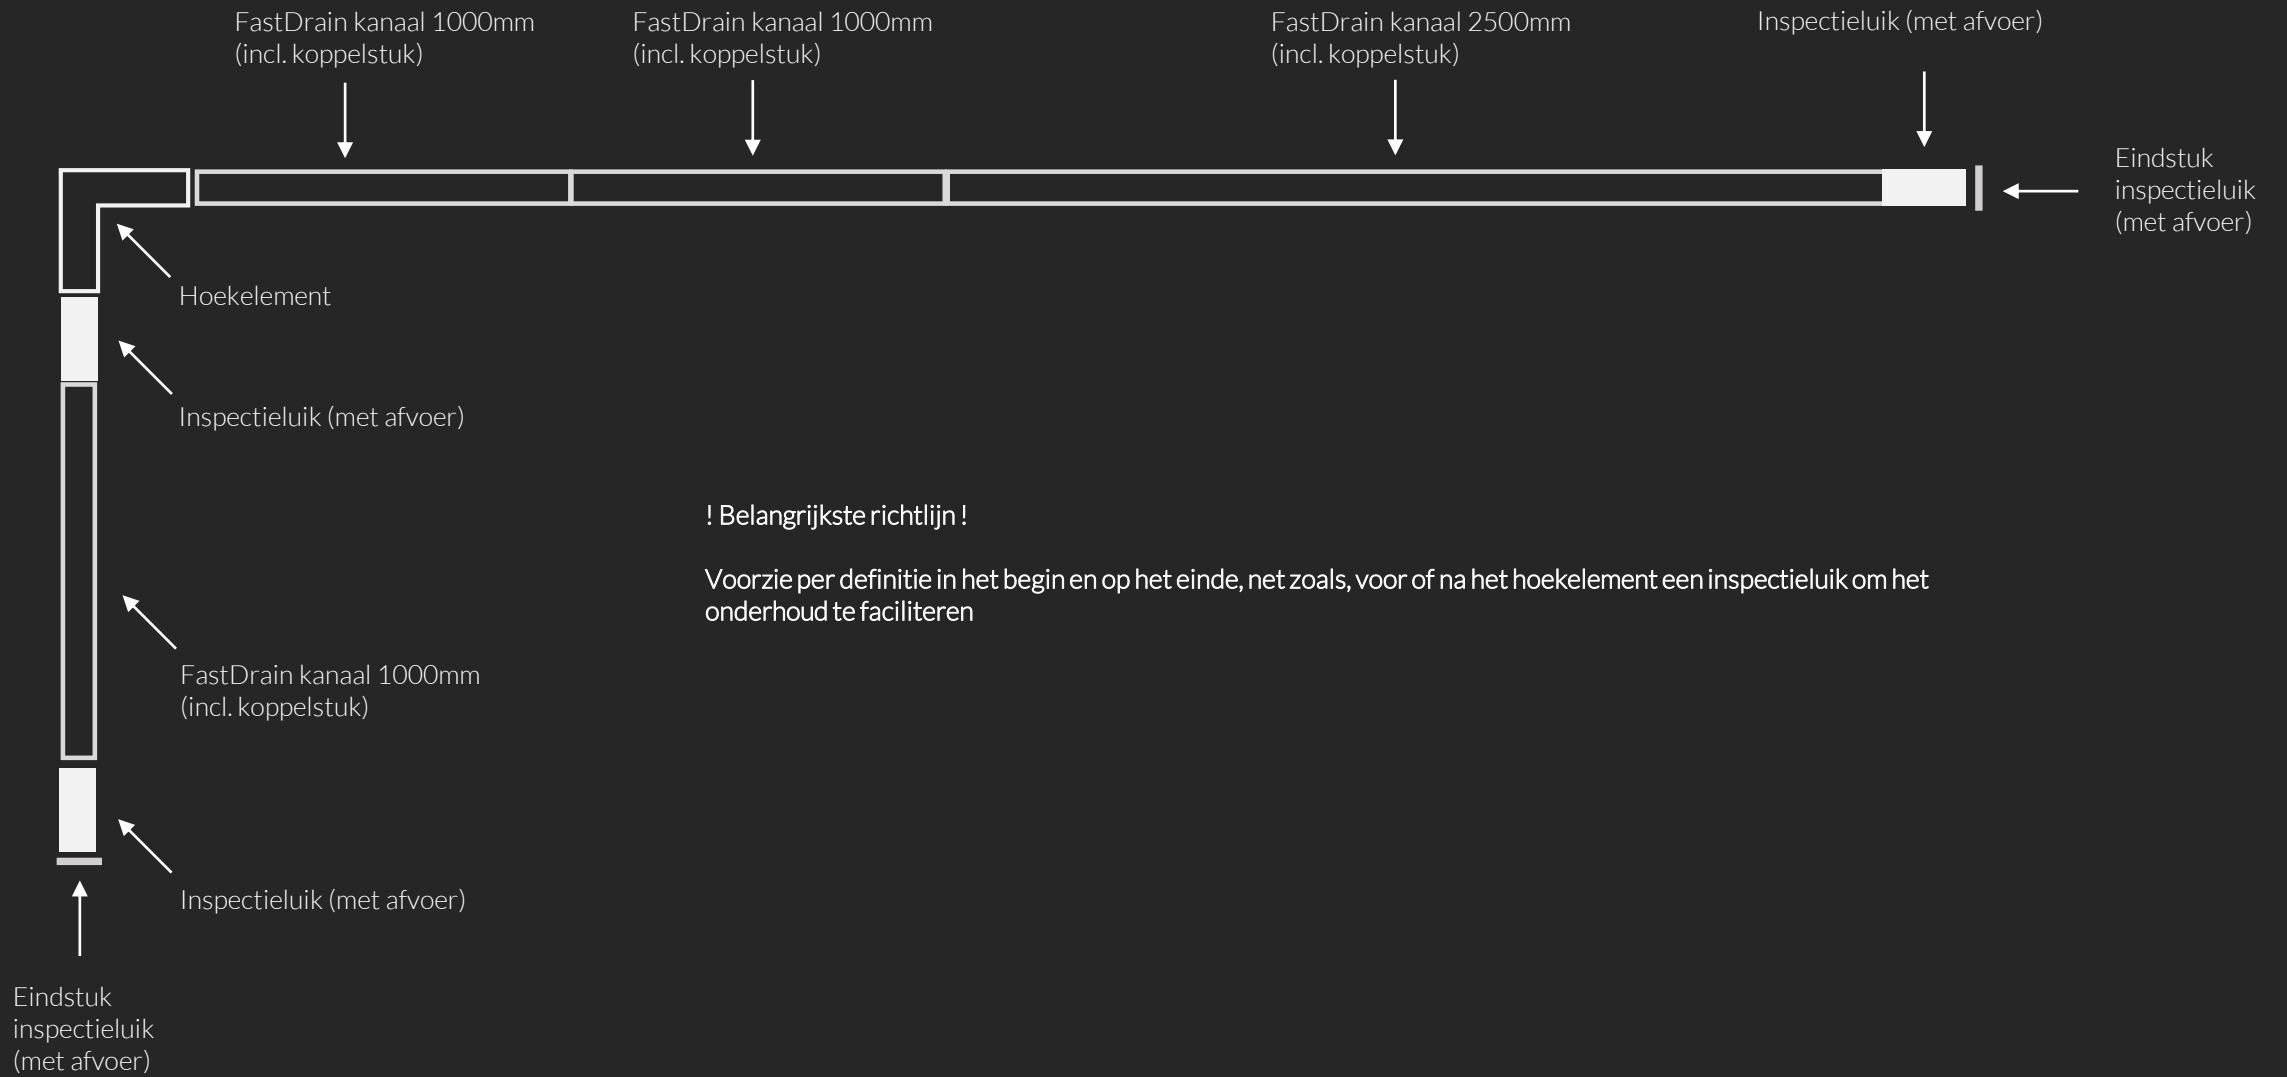 FastDrain kanaal 1000mm
(incl. koppelstuk)
FastDrain kanaal 1000mm
(incl. koppelstuk)
FastDrain kanaal 2500mm
(incl. koppelstuk)
Inspectieluik (met afvoer)
Eindstuk
inspectieluik
(met afvoer)
Hoekelement
Inspectieluik (met afvoer)
! Belangrijkste richtlijn !
Voorzie per definitie in het begin en op het einde, net zoals, voor of na het hoekelement een inspectieluik om het
onderhoud te faciliteren
FastDrain kanaal 1000mm
(incl. koppelstuk)
Inspectieluik (met afvoer)
Eindstuk
inspectieluik
(met afvoer)